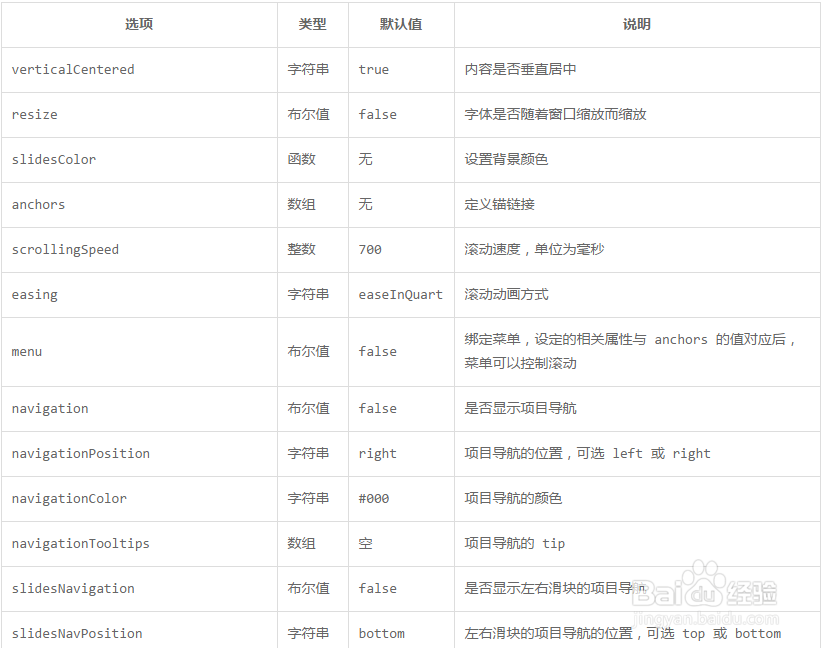 选项 类型 默认值 说明
verticalCentered 字符串 true 内容是否垂直居中
resize 布尔值 false 字体是否随着窗口缩放而缩放
slidesColor 函数 无 设置背景颜色
anchors 数组 无 定义锚链接
scrollingSpeed 整数 700 滚动速度，单位为毫秒
easing 字符串 easeInQuart 滚动动画方式
menu 布尔值 false 绑定菜单，设定的相关属性与 anchors 的值对应后，
菜单可以控制滚动
navigation 布尔值 false 是否显示项目导航
navigationPosition 字符串 right 项目导航的位置，可选 left 或 right
navigationColor 字符串 #000 项目导航的颜色
navigationTooltips 数组 空 项目导航的 tip
slidesNavigation 布尔值 false 是否显示左右滑块的项目导航
slidesNavPosition 字符串 bottom 左右滑块的项目导航的位置，可选 top 或 bottom
Baidu经验
jingyan.baidu.com